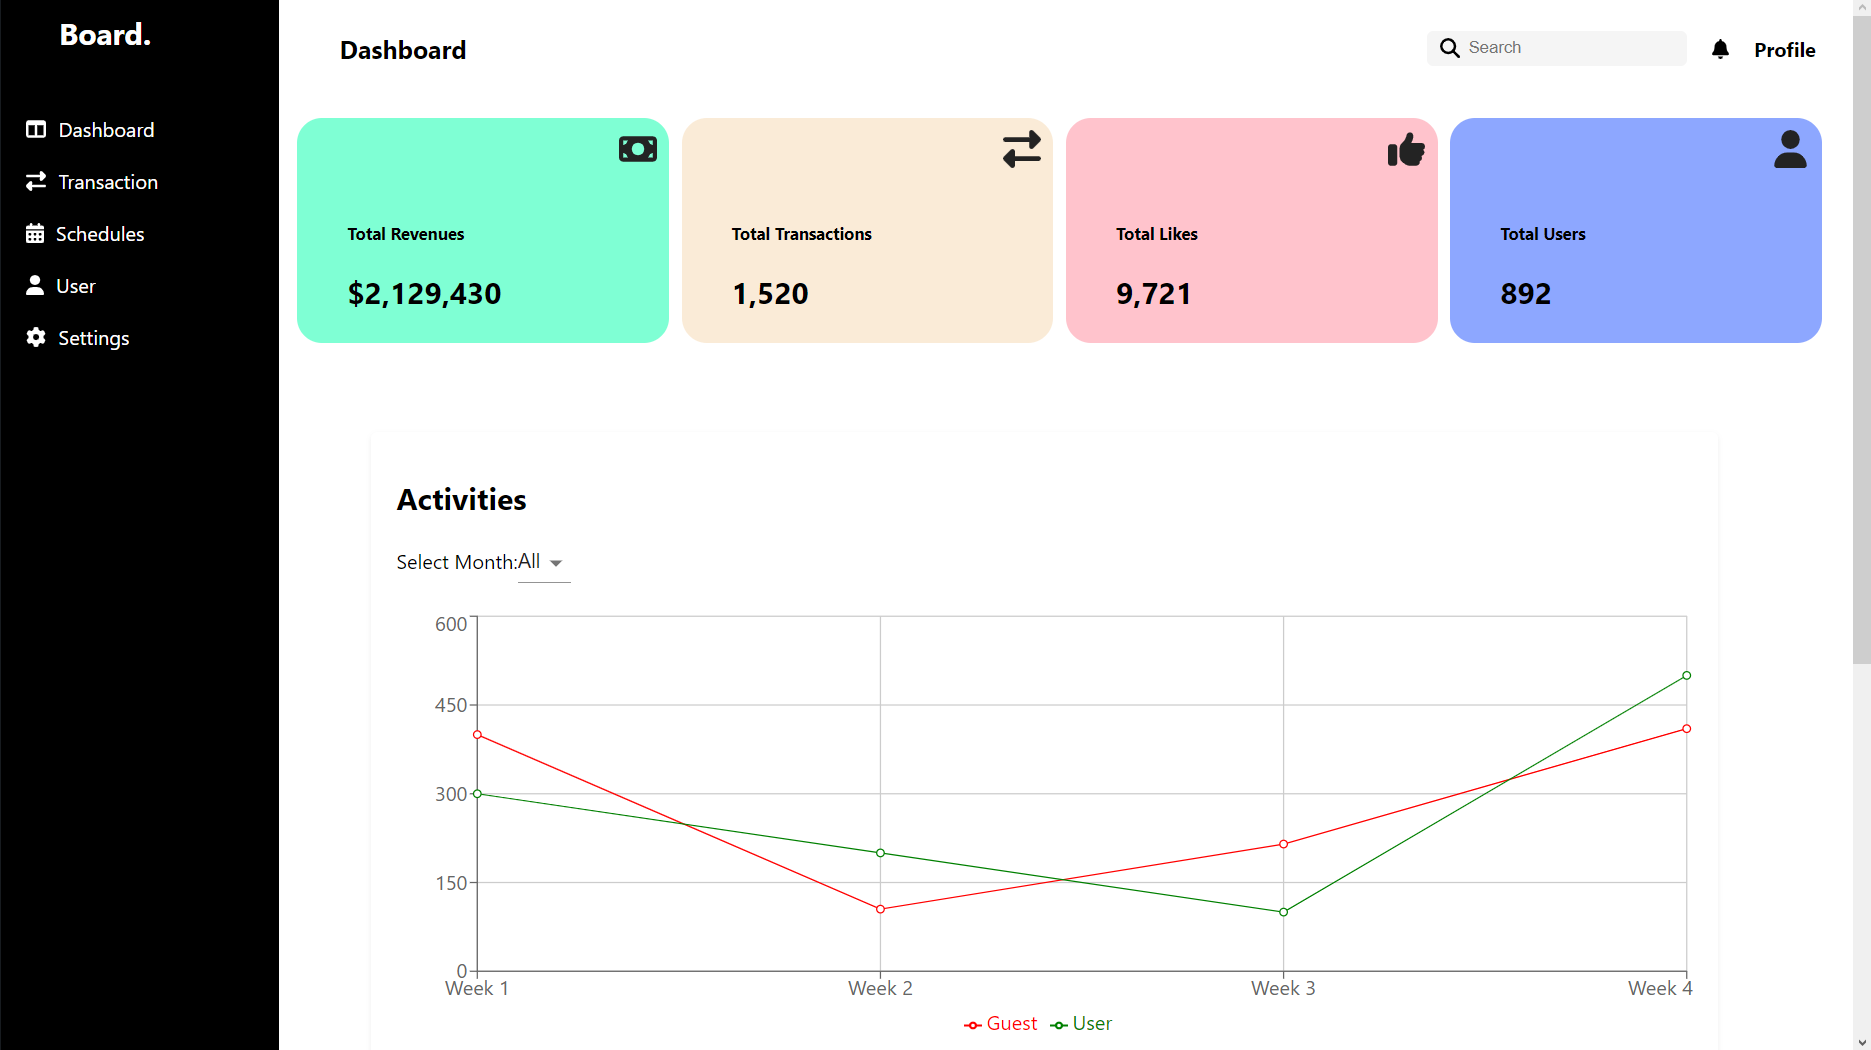 Board.
Dashboard
Transaction
Schedules
User
Settings
Dashboard
Search
Profile
Total Revenues
$2,129,430
Total Transactions
1,520
Total Likes
9,721
Total Users
892
Activities
Select Month:All
600
450
300
150
0
Week 1 Week 2 Week 3 Week 4
Guest User